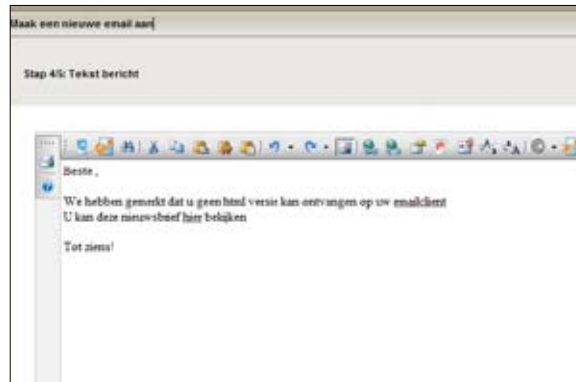 Maak een nieuwe email aan
Stap 4/5: Tekst bericht
Beste ,
We hebben gemerkt dat u geen html versie kan ontvangen op uw emailclient
U kan deze nieuwsbrief hier bekijken
Tot ziens!